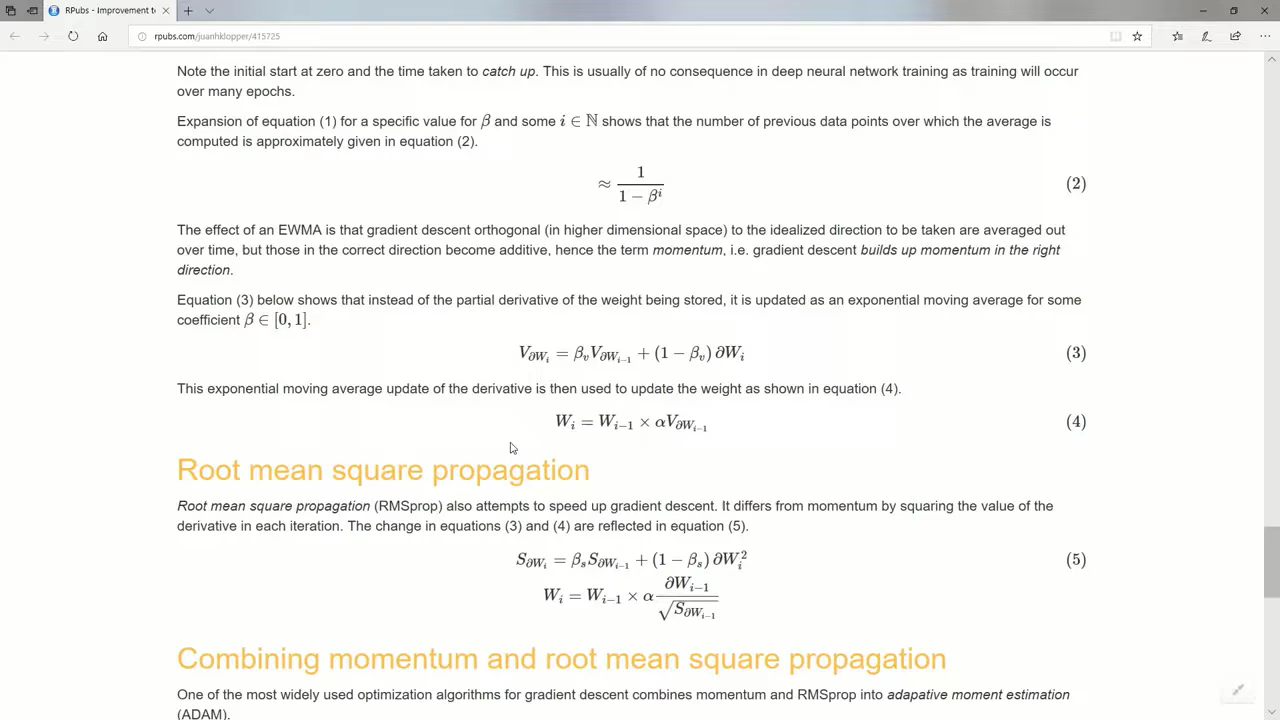 RPubs - Improvement to
rpubs.com/juanhklopper/415725
Note the initial start at zero and the time taken to catch up. This is usually of no consequence in deep neural network training as training will occur
over many epochs.
Expansion of equation (1) for a specific value for β and some i ∈ ℕ shows that the number of previous data points over which the average is
computed is approximately given in equation (2).
≈ 1 / (1 − β^i) (2)
The effect of an EWMA is that gradient descent orthogonal (in higher dimensional space) to the idealized direction to be taken are averaged out
over time, but those in the correct direction become additive, hence the term momentum, i.e. gradient descent builds up momentum in the right
direction.
Equation (3) below shows that instead of the partial derivative of the weight being stored, it is updated as an exponential moving average for some
coefficient β ∈ [0, 1].
V_{∂W_i} = β_v V_{∂W_{i−1}} + (1 − β_v) ∂W_i (3)
This exponential moving average update of the derivative is then used to update the weight as shown in equation (4).
W_i = W_{i−1} × αV_{∂W_{i−1}} (4)
Root mean square propagation
Root mean square propagation (RMSprop) also attempts to speed up gradient descent. It differs from momentum by squaring the value of the
derivative in each iteration. The change in equations (3) and (4) are reflected in equation (5).
S_{∂W_i} = β_s S_{∂W_{i−1}} + (1 − β_s) ∂W_i^2 (5)
W_i = W_{i−1} × α ∂W_{i−1} / √S_{∂W_{i−1}}
Combining momentum and root mean square propagation
One of the most widely used optimization algorithms for gradient descent combines momentum and RMSprop into adapative moment estimation
(ADAM).